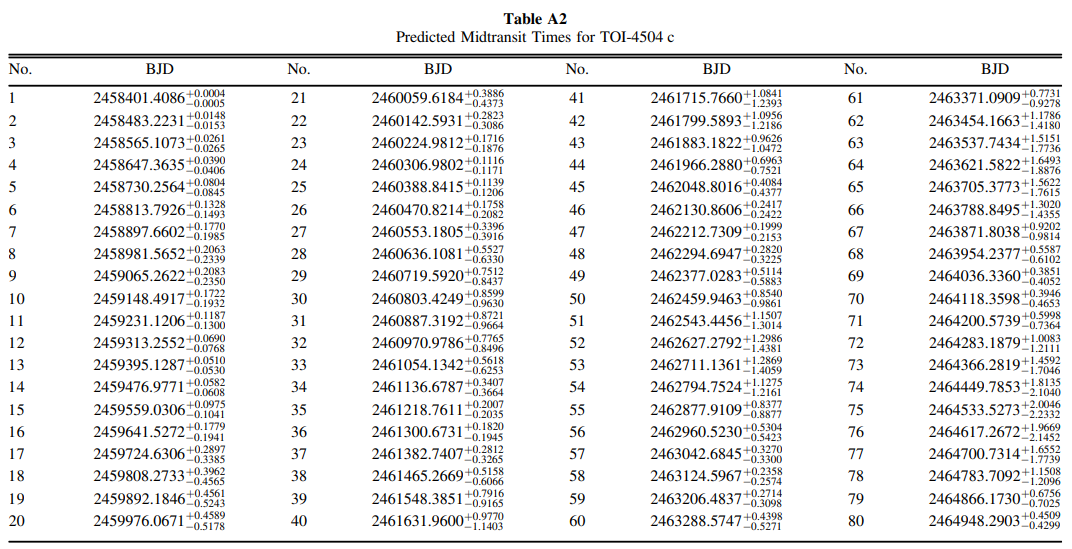 Table A2
Predicted Midtransit Times for TOI-4504 c
No. BJD No. BJD No. BJD No. BJD
1 2458401.4086+0.0004−0.0005 21 2460059.6184+0.3886−0.4373 41 2461715.7660+1.0841−1.2393 61 2463371.0909+0.7731−0.9278
2 2458483.2231+0.0148−0.0153 22 2460142.5931+0.2823−0.3086 42 2461799.5893+1.0956−1.2186 62 2463454.1663+1.1786−1.4180
3 2458565.1073+0.0261−0.0265 23 2460224.9812+0.1716−0.1876 43 2461883.1822+0.9626−1.0472 63 2463537.7434+1.5151−1.7736
4 2458647.3635+0.0390−0.0406 24 2460306.9802+0.1116−0.1171 44 2461966.2880+0.6963−0.7521 64 2463621.5822+1.6493−1.8876
5 2458730.2564+0.0804−0.0845 25 2460388.8415+0.1139−0.1206 45 2462048.8016+0.4084−0.4377 65 2463705.3773+1.5622−1.7615
6 2458813.7926+0.1328−0.1493 26 2460470.8214+0.1758−0.2082 46 2462130.8606+0.2417−0.2422 66 2463788.8495+1.3020−1.4355
7 2458897.6602+0.1770−0.1985 27 2460553.1805+0.3396−0.3916 47 2462212.7309+0.1999−0.2153 67 2463871.8038+0.9202−0.9814
8 2458981.5652+0.2063−0.2339 28 2460636.1081+0.5527−0.6330 48 2462294.6947+0.2820−0.3225 68 2463954.2377+0.5587−0.6102
9 2459065.2622+0.2083−0.2350 29 2460719.5920+0.7512−0.8437 49 2462377.0283+0.5114−0.5883 69 2464036.3360+0.3851−0.4052
10 2459148.4917+0.1722−0.1932 30 2460803.4249+0.8599−0.9630 50 2462459.9463+0.8540−0.9861 70 2464118.3598+0.3946−0.4653
11 2459231.1206+0.1187−0.1300 31 2460887.3192+0.8721−0.9664 51 2462543.4456+1.1507−1.3014 71 2464200.5739+0.5998−0.7364
12 2459313.2552+0.0690−0.0768 32 2460970.9786+0.7765−0.8496 52 2462627.2792+1.2986−1.4381 72 2464283.1879+1.0083−1.2111
13 2459395.1287+0.0510−0.0530 33 2461054.1342+0.5618−0.6253 53 2462711.1361+1.2869−1.4059 73 2464366.2819+1.4592−1.7046
14 2459476.9771+0.0582−0.0608 34 2461136.6787+0.3407−0.3664 54 2462794.7524+1.1275−1.2161 74 2464449.7853+1.8135−2.1040
15 2459559.0306+0.0975−0.1041 35 2461218.7611+0.2007−0.2035 55 2462877.9109+0.8377−0.8877 75 2464533.5273+2.0046−2.2332
16 2459641.5272+0.1779−0.1941 36 2461300.6731+0.1820−0.1945 56 2462960.5230+0.5304−0.5423 76 2464617.2672+1.9669−2.1452
17 2459724.6306+0.2897−0.3385 37 2461382.7407+0.2812−0.3265 57 2463042.6845+0.3270−0.3300 77 2464700.7314+1.6552−1.7739
18 2459808.2733+0.3962−0.4565 38 2461465.2669+0.5158−0.6066 58 2463124.5967+0.2358−0.2574 78 2464783.7092+1.1508−1.2096
19 2459892.1846+0.4561−0.5243 39 2461548.3851+0.7916−0.9165 59 2463206.4837+0.2714−0.3098 79 2464866.1730+0.6756−0.7025
20 2459976.0671+0.4589−0.5178 40 2461631.9600+0.9770−1.1403 60 2463288.5747+0.4398−0.5271 80 2464948.2903+0.4509−0.4299